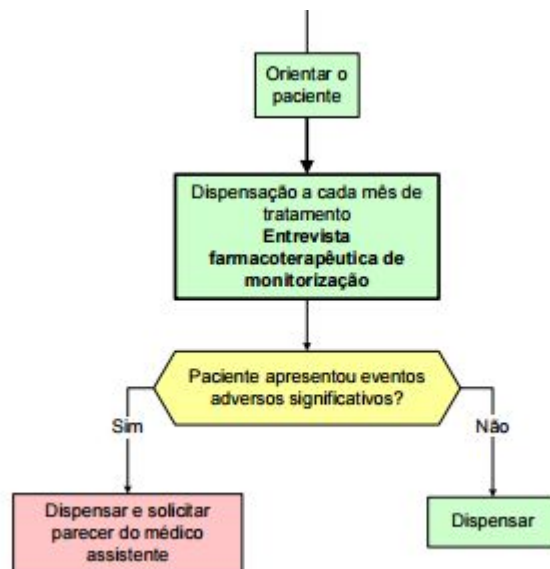 Orientar o
paciente
Dispensação a cada mês de
tratamento
Entrevista
farmacoterapêutica de
monitorização
Paciente apresentou eventos
adversos significativos?
Sim
Não
Dispensar e solicitar
parecer do médico
assistente
Dispensar